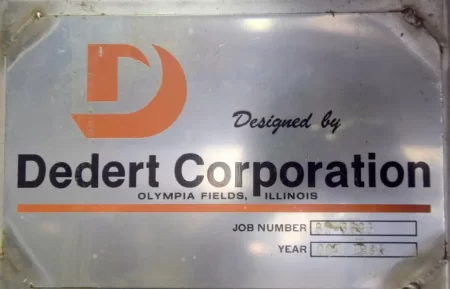 Designed by
Dedert Corporation
OLYMPIA FIELDS, ILLINOIS
JOB NUMBER
YEAR